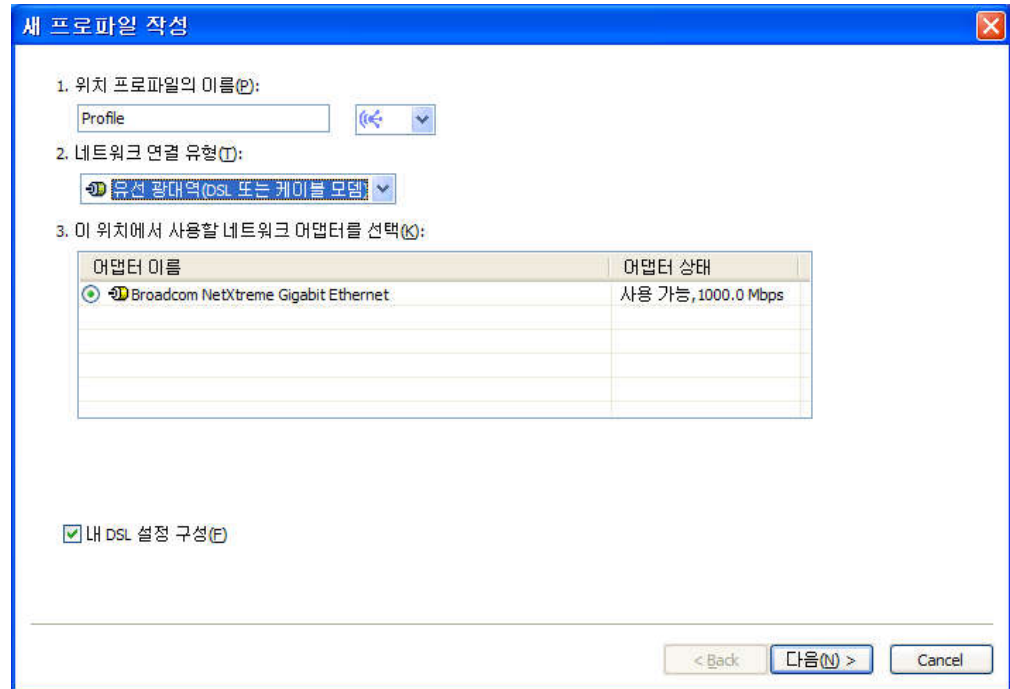 새 프로파일 작성
1. 위치 프로파일의 이름(P):
Profile
2. 네트워크 연결 유형(T):
유선 광대역(DSL 또는 케이블 모뎀)
3. 이 위치에서 사용할 네트워크 어댑터를 선택(K):
어댑터 이름 어댑터 상태
Broadcom NetXtreme Gigabit Ethernet 사용 가능,1000.0 Mbps
내 DSL 설정 구성(F)
< Back 다음(N) > Cancel